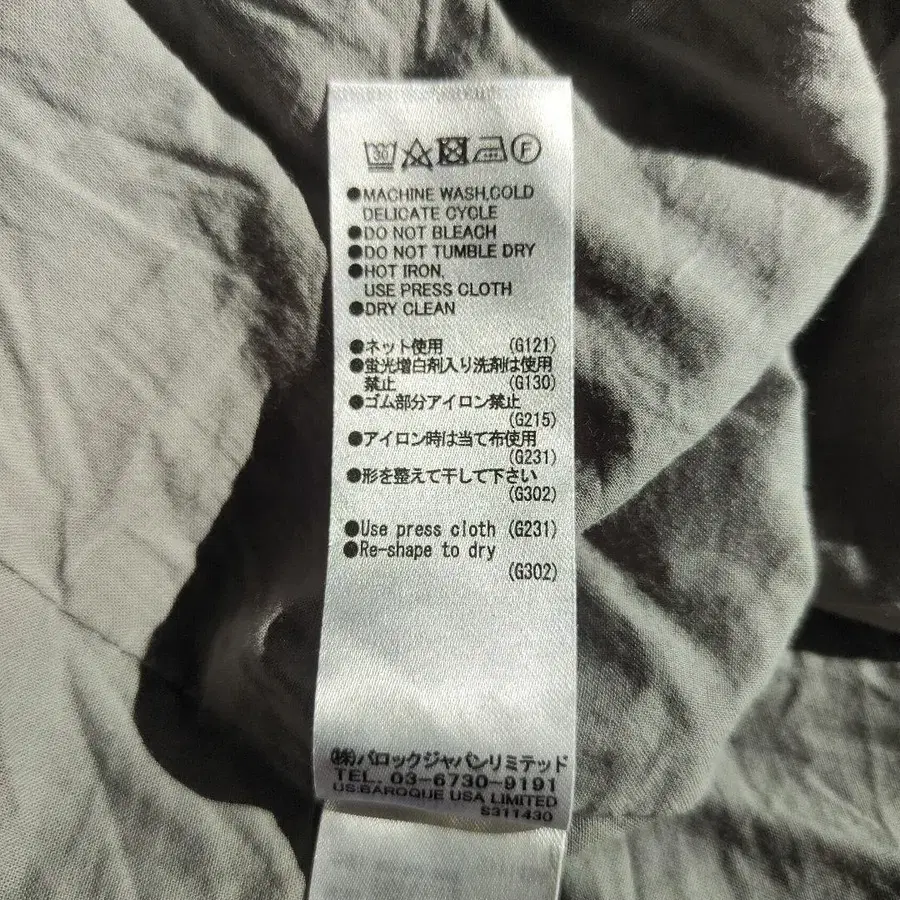 30 F
●MACHINE WASH,COLD
DELICATE CYCLE
●DO NOT BLEACH
●DO NOT TUMBLE DRY
●HOT IRON,
USE PRESS CLOTH
●DRY CLEAN
●ネット使用 (G121)
●蛍光増白剤入り洗剤は使用
禁止 (G130)
●ゴム部分アイロン禁止
(G215)
●アイロン時は当て布使用
(G231)
●形を整えて干して下さい
(G302)
●Use press cloth (G231)
●Re-shape to dry
(G302)
㈱バロックジャパンリミテッド
TEL. 03-6730-9191
US:BAROQUE USA LIMITED
S311430